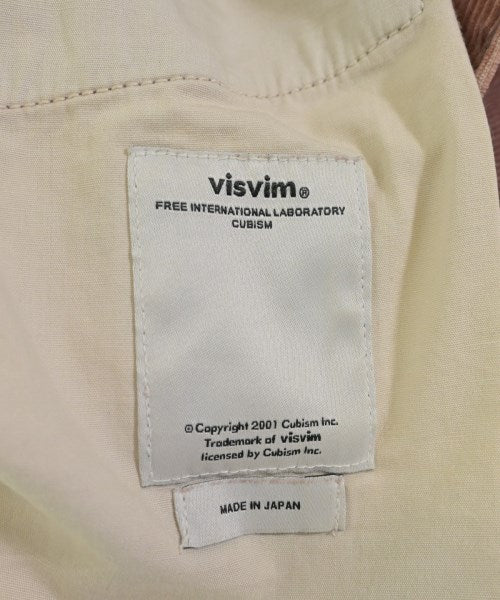 visvim®
FREE INTERNATIONAL LABORATORY
CUBISM
© Copyright 2001 Cubism Inc.
Trademark of visvim
licensed by Cubism Inc.
MADE IN JAPAN